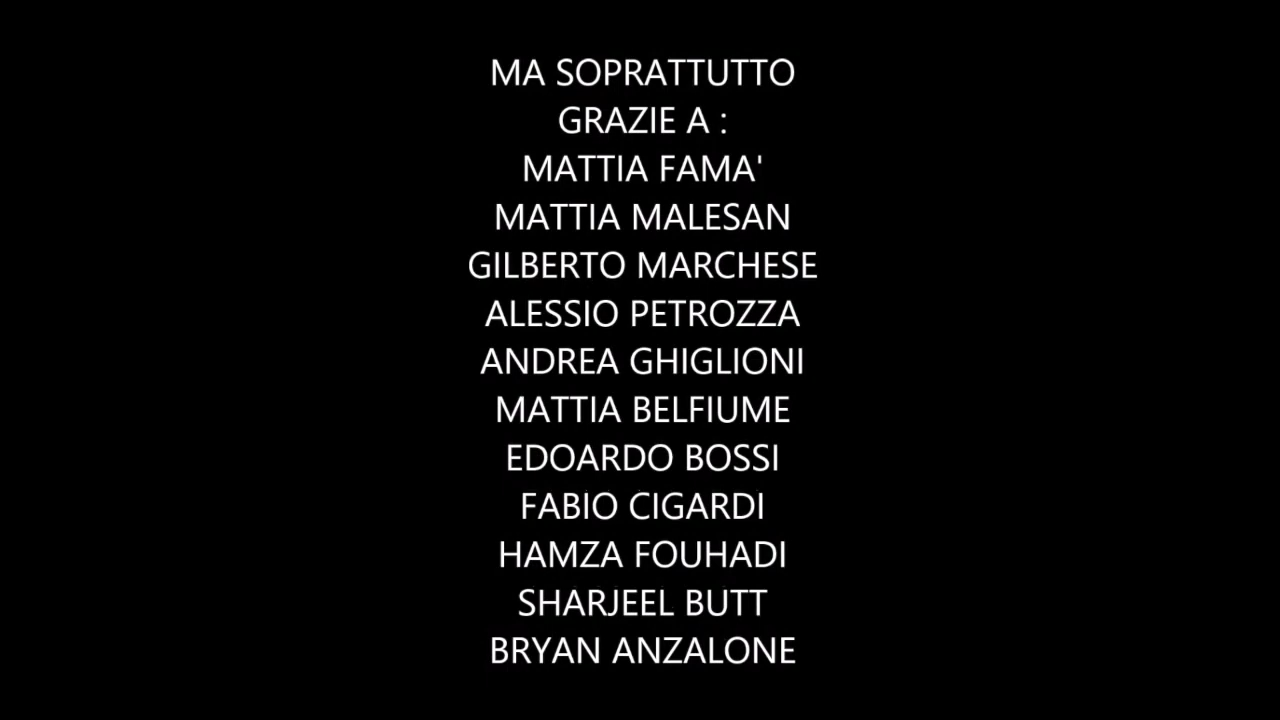 MA SOPRATTUTTO
GRAZIE A :
MATTIA FAMA'
MATTIA MALESAN
GILBERTO MARCHESE
ALESSIO PETROZZA
ANDREA GHIGLIONI
MATTIA BELFIUME
EDOARDO BOSSI
FABIO CIGARDI
HAMZA FOUHADI
SHARJEEL BUTT
BRYAN ANZALONE